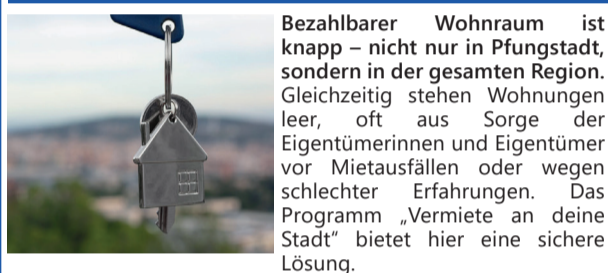 Bezahlbarer Wohnraum ist
knapp – nicht nur in Pfungstadt,
sondern in der gesamten Region.
Gleichzeitig stehen Wohnungen
leer, oft aus Sorge der
Eigentümerinnen und Eigentümer
vor Mietausfällen oder wegen
schlechter Erfahrungen. Das
Programm „Vermiete an deine
Stadt“ bietet hier eine sichere
Lösung.